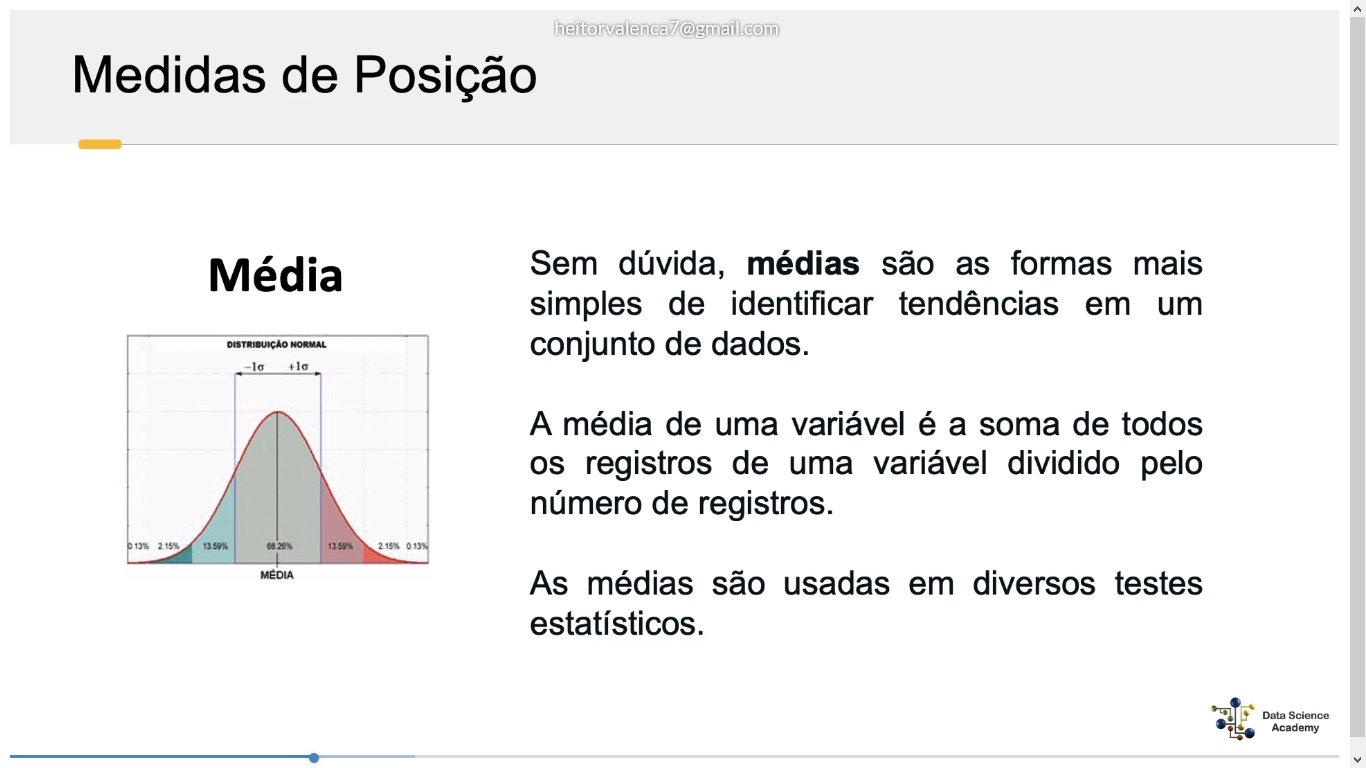 heitorvalenca7@gmail.com
Medidas de Posição
Média
DISTRIBUIÇÃO NORMAL
−1σ +1σ
0.13% 2.15% 13.59% 68.26% 13.59% 2.15% 0.13%
MÉDIA
Sem dúvida, médias são as formas mais
simples de identificar tendências em um
conjunto de dados.
A média de uma variável é a soma de todos
os registros de uma variável dividido pelo
número de registros.
As médias são usadas em diversos testes
estatísticos.
Data Science
Academy